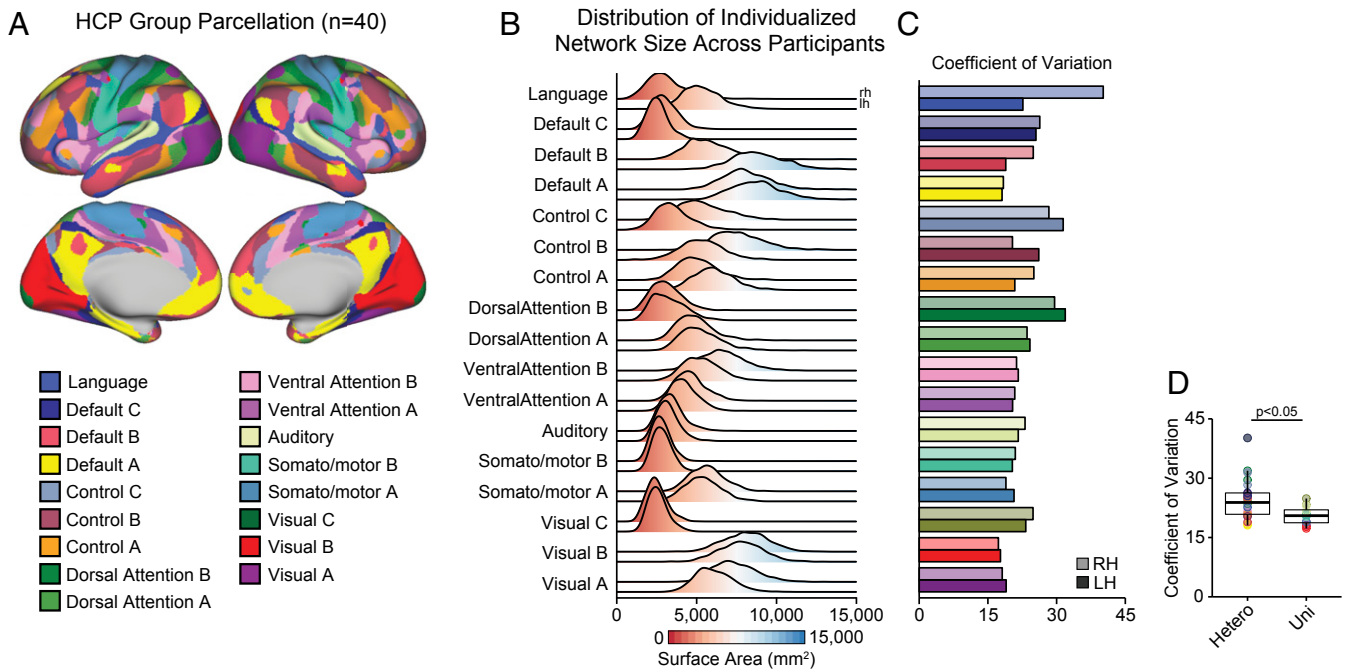 A
HCP Group Parcellation (n=40)
Language
Default C
Default B
Default A
Control C
Control B
Control A
Dorsal Attention B
Dorsal Attention A
Ventral Attention B
Ventral Attention A
Auditory
Somato/motor B
Somato/motor A
Visual C
Visual B
Visual A
B
Distribution of Individualized
Network Size Across Participants
Language
Default C
Default B
Default A
Control C
Control B
Control A
DorsalAttention B
DorsalAttention A
VentralAttention B
VentralAttention A
Auditory
Somato/motor B
Somato/motor A
Visual C
Visual B
Visual A
rh
lh
0 5,000 10,000 15,000
0 15,000
Surface Area (mm²)
C
Coefficient of Variation
RH
LH
0 15 30 45
D
p<0.05
Coefficient of Variation
45
30
15
0
Hetero
Uni